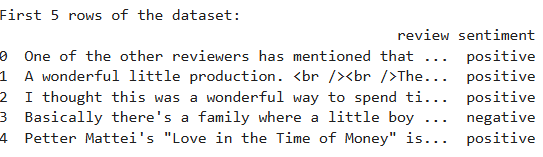 First 5 rows of the dataset:
review sentiment
0 One of the other reviewers has mentioned that ... positive
1 A wonderful little production. <br /><br />The... positive
2 I thought this was a wonderful way to spend ti... positive
3 Basically there's a family where a little boy ... negative
4 Petter Mattei's "Love in the Time of Money" is... positive